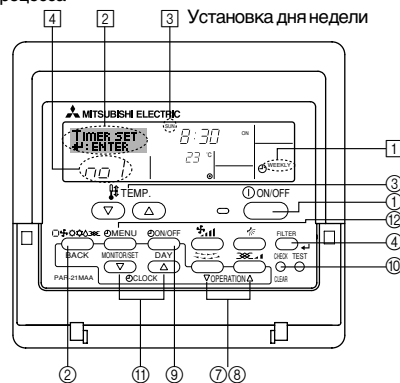 процесса
4 2 3 Установка дня недели
MITSUBISHI ELECTRIC
TIMER SET
↵: ENTER
SUN
8:30
ON
WEEKLY
no 1
23 °C
1
TEMP.
ON/OFF
3
1
12
MENU
ON/OFF
FILTER
4
BACK
MONITOR/SET
DAY
CHECK TEST
10
PAR-21MAA
CLOCK
OPERATION
CLEAR
2 11 9 7 8